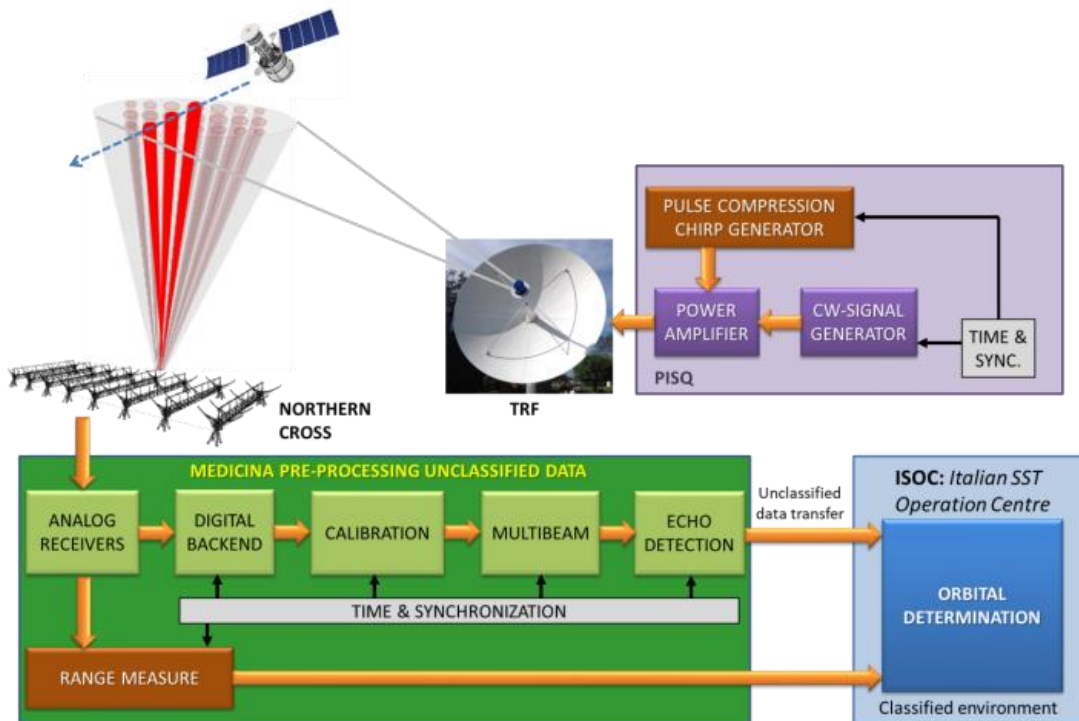 PULSE COMPRESSION
CHIRP GENERATOR
POWER
AMPLIFIER
CW-SIGNAL
GENERATOR
TIME &
SYNC.
PISQ
TRF
NORTHERN
CROSS
MEDICINA PRE-PROCESSING UNCLASSIFIED DATA
ANALOG
RECEIVERS
DIGITAL
BACKEND
CALIBRATION
MULTIBEAM
ECHO
DETECTION
TIME & SYNCHRONIZATION
RANGE MEASURE
Unclassified
data transfer
ISOC: Italian SST
Operation Centre
ORBITAL
DETERMINATION
Classified environment